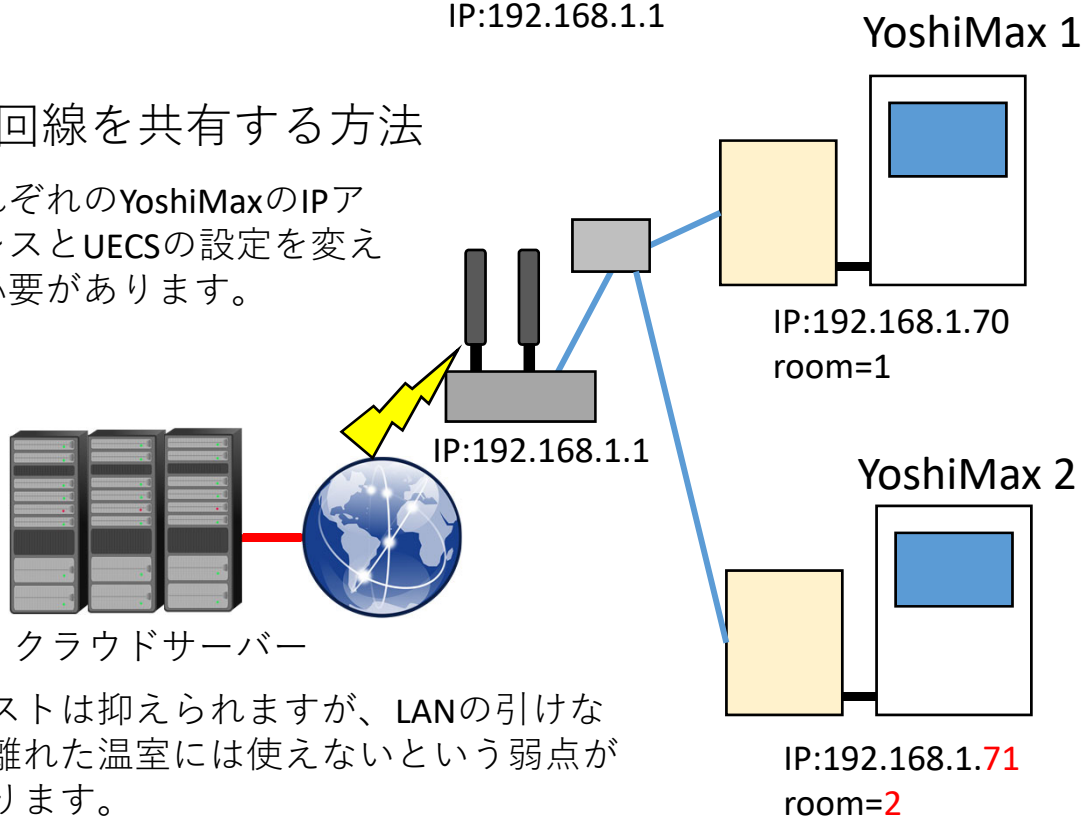 IP:192.168.1.1
YoshiMax 1
回線を共有する方法
ぞれのYoshiMaxのIPア
スとUECSの設定を変え
要があります。
IP:192.168.1.70
room=1
IP:192.168.1.1
YoshiMax 2
クラウドサーバー
ストは抑えられますが、LANの引けな
離れた温室には使えないという弱点が
ります。
IP:192.168.1.71
room=2